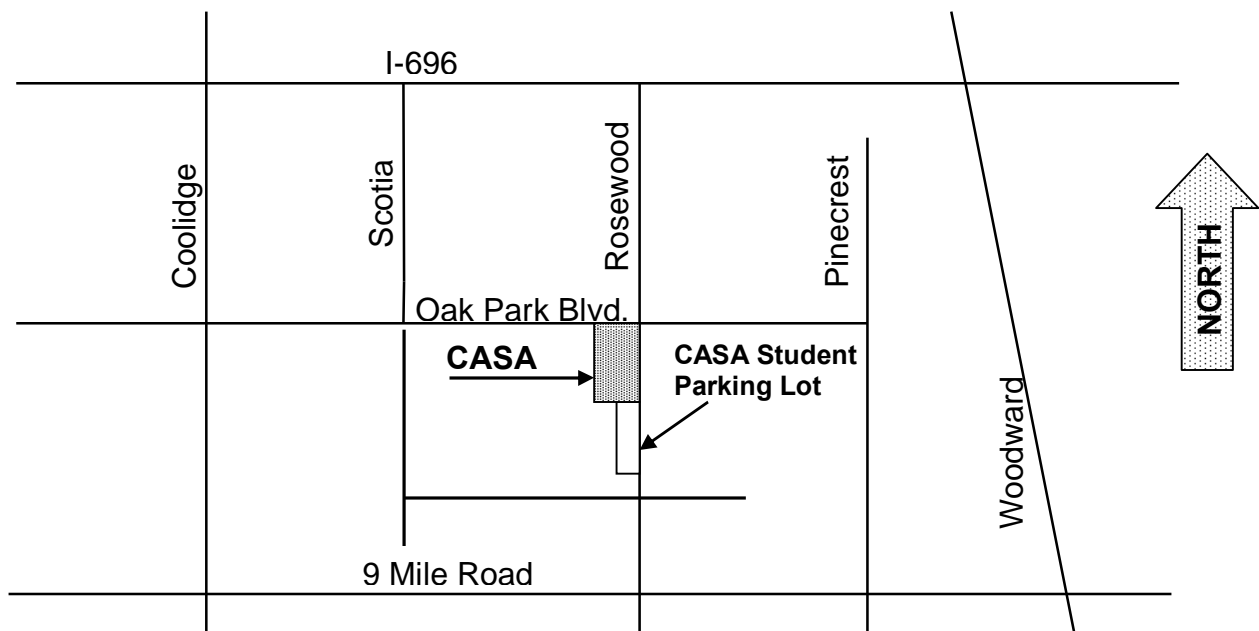 I-696
Coolidge
Scotia
Rosewood
Pinecrest
NORTH
Oak Park Blvd.
CASA
CASA Student
Parking Lot
Woodward
9 Mile Road